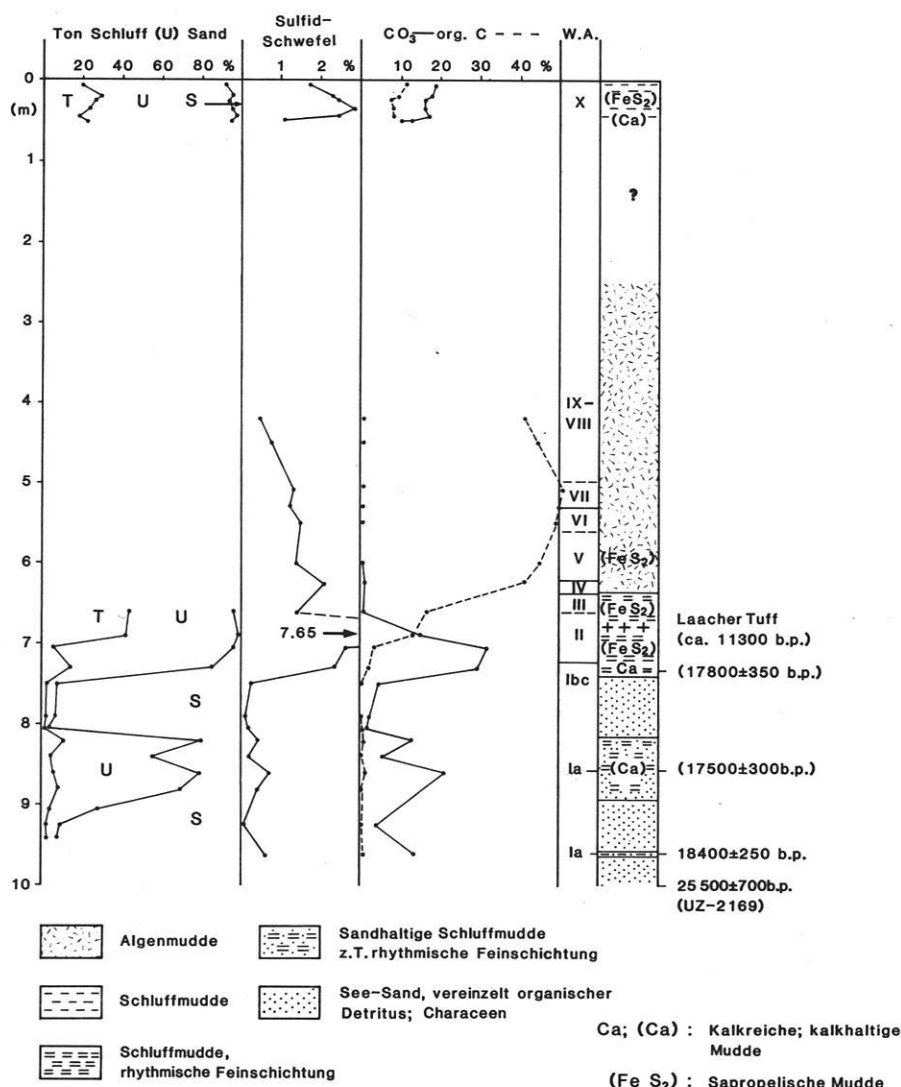 Ton Schluff (U) Sand
Sulfid-
Schwefel
CO₃—org. C - - - -
W.A.
20 40 80 %
1 2 %
10 20 30 40 %
0
(m)
1
2
3
4
5
6
7
8
9
10
T U S
X
(FeS₂)
(Ca)
?
IX–
VIII
VII
VI
V
(FeS₂)
IV
T U
III
(FeS₂)
7.65
II
+++
(FeS₂)
Laacher Tuff
(ca. 11300 b.p.)
Ibc
Ca
(17800±350 b.p.)
S
U
Ia
(Ca)
(17500±300b.p.)
S
Ia
18400±250 b.p.
25500±700b.p.
(UZ-2169)
Algenmudde
Schluffmudde
Schluffmudde,
rhythmische Feinschichtung
Sandhaltige Schluffmudde
z.T. rhythmische Feinschichtung
See-Sand, vereinzelt organischer
Detritus; Characeen
Ca; (Ca) : Kalkreiche; kalkhaltige
Mudde
(Fe S₂) : Sapropelische Mudde